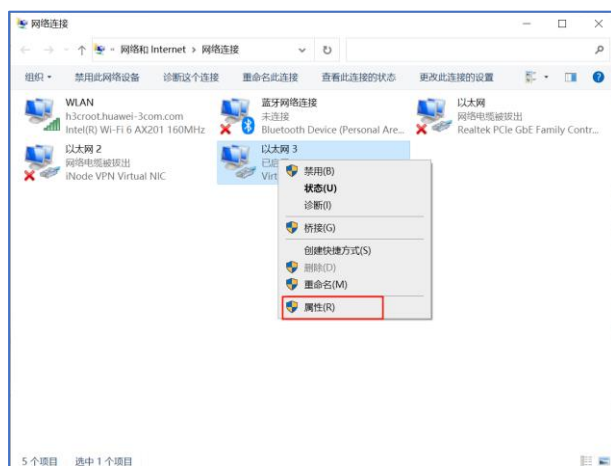 网络连接
网络和 Internet > 网络连接
组织 禁用此网络设备 诊断这个连接 重命名此连接 查看此连接的状态 更改此连接的设置
WLAN
h3croot.huawei-3com.com
Intel(R) Wi-Fi 6 AX201 160MHz
蓝牙网络连接
未连接
Bluetooth Device (Personal Are...
以太网
网络电缆被拔出
Realtek PCIe GbE Family Contr...
以太网 2
网络电缆被拔出
iNode VPN Virtual NIC
以太网 3
已启
Virt
禁用(B)
状态(U)
诊断(I)
桥接(G)
创建快捷方式(S)
删除(D)
重命名(M)
属性(R)
5 个项目 选中 1 个项目